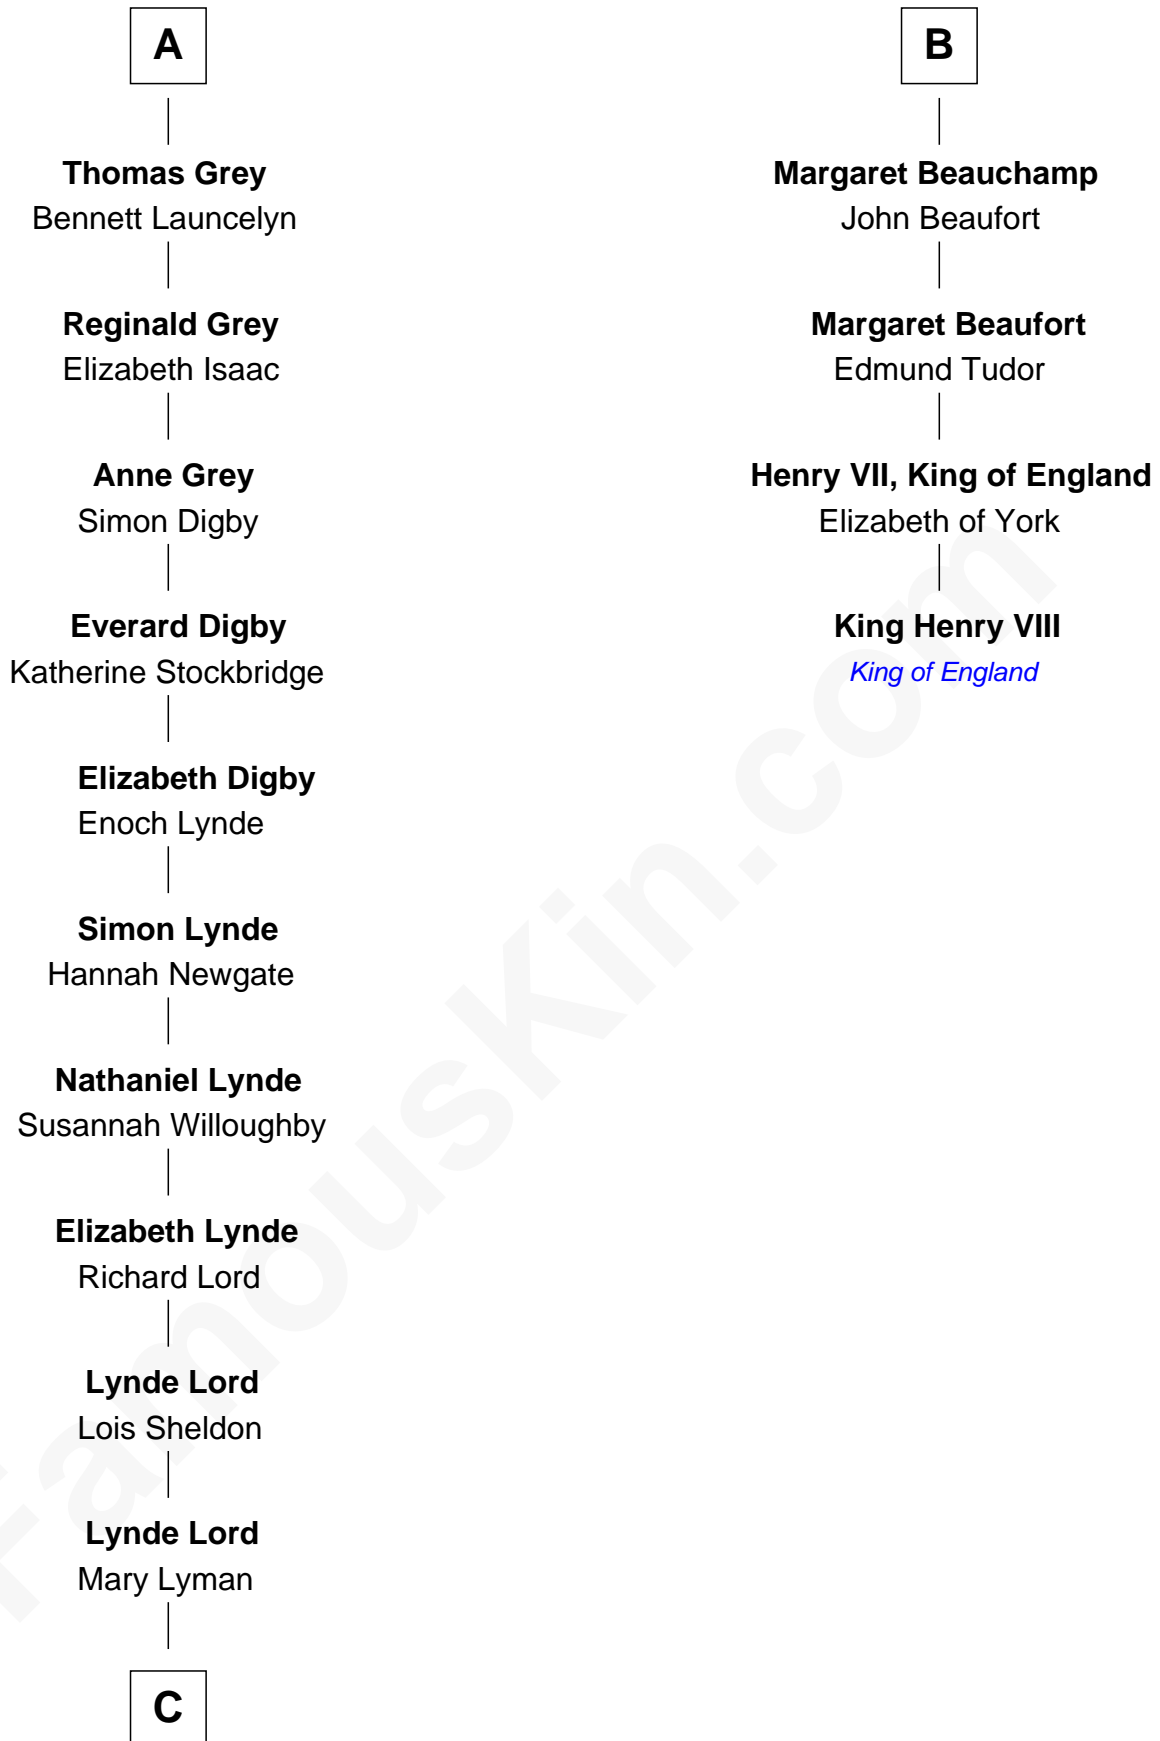 A
Thomas Grey
Bennett Launcelyn
Reginald Grey
Elizabeth Isaac
Anne Grey
Simon Digby
Everard Digby
Katherine Stockbridge
Elizabeth Digby
Enoch Lynde
Simon Lynde
Hannah Newgate
Nathaniel Lynde
Susannah Willoughby
Elizabeth Lynde
Richard Lord
Lynde Lord
Lois Sheldon
Lynde Lord
Mary Lyman
C
B
Margaret Beauchamp
John Beaufort
Margaret Beaufort
Edmund Tudor
Henry VII, King of England
Elizabeth of York
King Henry VIII
King of England
FamousKin.com